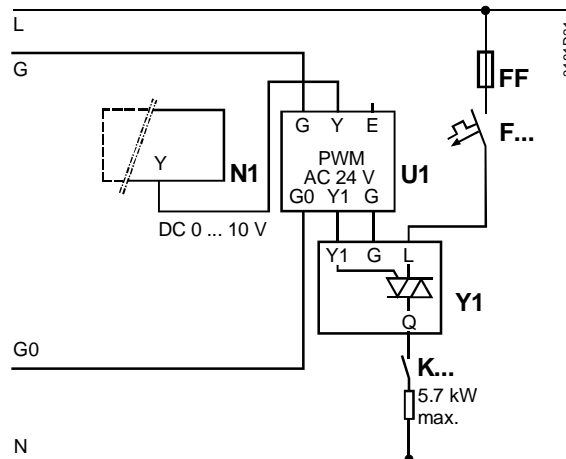 L
G
FF
F...
G Y E
PWM
AC 24 V
G0 Y1 G
U1
Y
N1
DC 0 ... 10 V
Y1 G L
Y1
Q
G0
K...
5.7 kW
max.
N